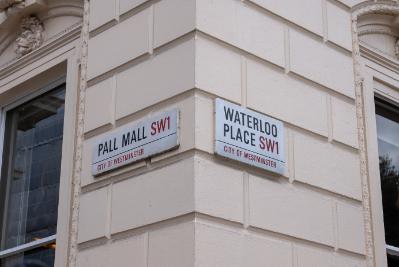 PALL MALL SW1
CITY OF WESTMINSTER
WATERLOO
PLACE SW1
CITY OF WESTMINSTER